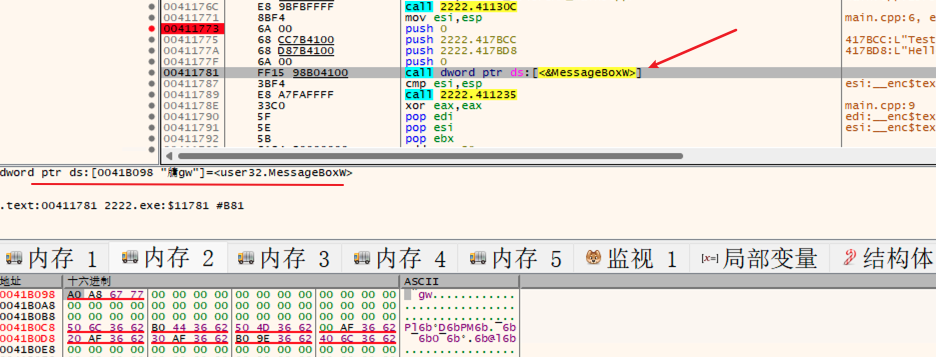 0041176C E8 9BFBFFFF call 2222.41130C
00411771 8BF4 mov esi,esp main.cpp:6, e
00411773 6A 00 push 0
00411775 68 CC7B4100 push 2222.417BCC 417BCC:L"Test
0041177A 68 D87B4100 push 2222.417BD8 417BD8:L"Hell
0041177F 6A 00 push 0
00411781 FF15 98B04100 call dword ptr ds:[<&MessageBoxW>]
00411787 3BF4 cmp esi,esp esi:__enc$tex
00411789 E8 A7FAFFFF call 2222.411235
0041178E 33C0 xor eax,eax main.cpp:9
00411790 5F pop edi edi:__enc$tex
00411791 5E pop esi esi:__enc$tex
00411792 5B pop ebx
dword ptr ds:[0041B098 "gw"]=<user32.MessageBoxW>
.text:00411781 2222.exe:$11781 #B81
内存 1 内存 2 内存 3 内存 4 内存 5 监视 1 [x=] 局部变量 结构体
地址 十六进制 ASCII
0041B098 A0 A8 67 77 00 00 00 00 00 00 00 00 00 00 00 00 ¨gw............
0041B0A8 00 00 00 00 00 00 00 00 00 00 00 00 00 00 00 00 ................
0041B0B8 00 00 00 00 00 00 00 00 00 00 00 00 00 00 00 00 ................
0041B0C8 50 6C 36 62 B0 44 36 62 50 4D 36 62 00 AF 36 62 Pl6b°D6bPM6b.¯6b
0041B0D8 20 AF 36 62 30 AF 36 62 B0 9E 36 62 40 6C 36 62 ¯6b0¯6b°.6b@l6b
0041B0E8 00 00 00 00 00 00 00 00 00 00 00 00 00 00 00 00 ................